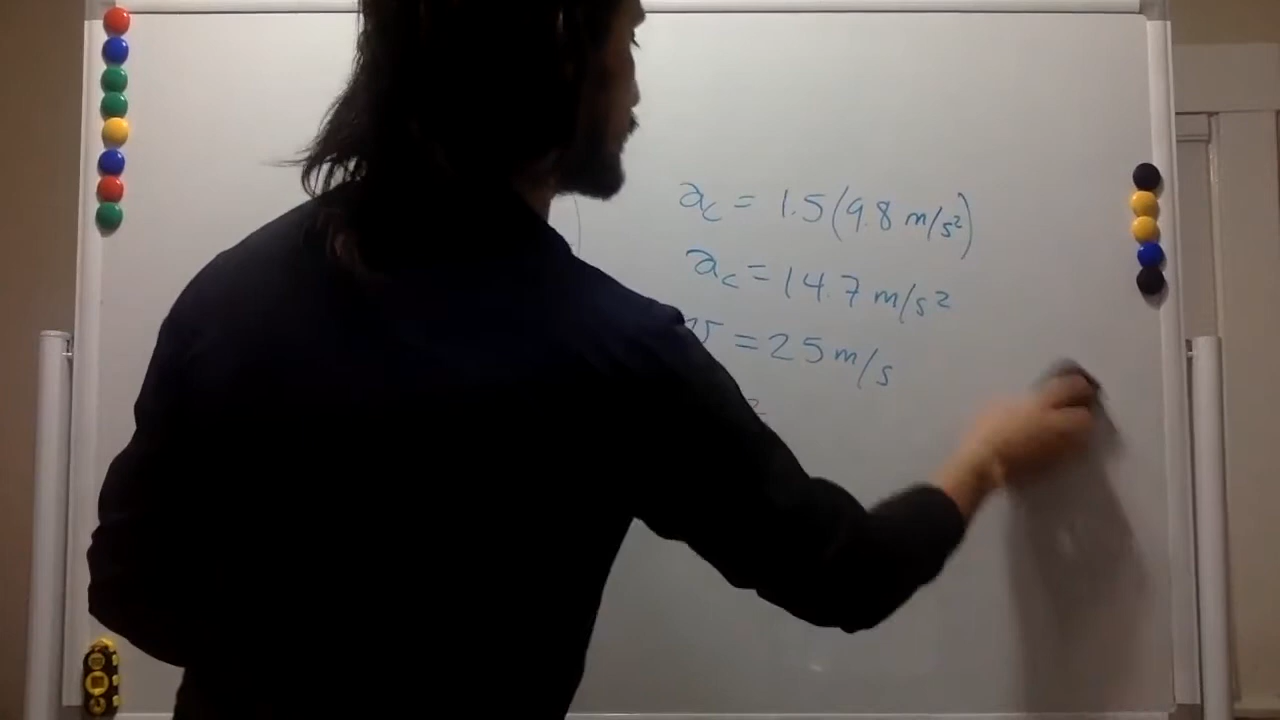 a_c = 1.5(9.8 m/s²)
a_c = 14.7 m/s²
v = 25 m/s